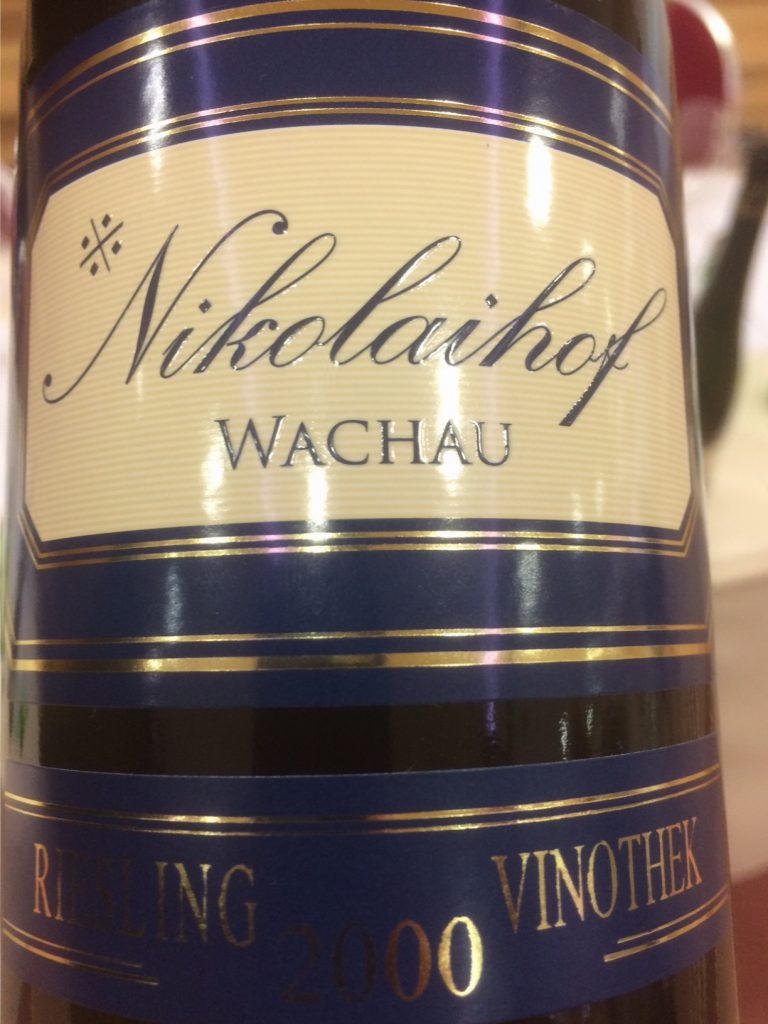 Nikolaihof
WACHAU
RIESLING 2000 VINOTHEK